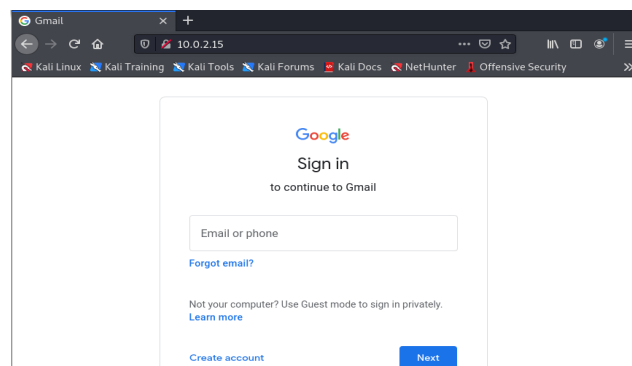 Gmail
10.0.2.15
Kali Linux Kali Training Kali Tools Kali Forums Kali Docs NetHunter Offensive Security
Google
Sign in
to continue to Gmail
Email or phone
Forgot email?
Not your computer? Use Guest mode to sign in privately.
Learn more
Create account Next